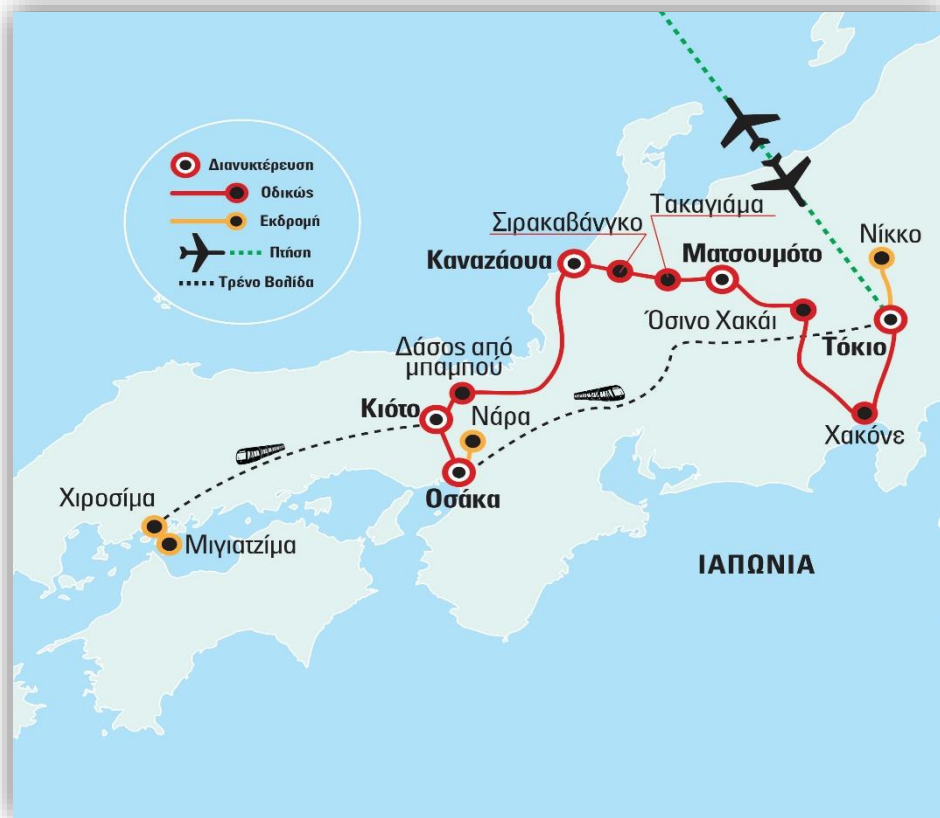 Διανυκτέρευση
Οδικώς
Εκδρομή
Πτήση
Τρένο Βολίδα
Σιρακαβάνγκο
Τακαγιάμα
Καναζάουα
Ματσουμότο
Νίκκο
Όσινο Χακάι
Τόκιο
Δάσος από
μπαμπού
Κιότο
Νάρα
Χακόνε
Οσάκα
Χιροσίμα
Μιγιατζίμα
ΙΑΠΩΝΙΑ